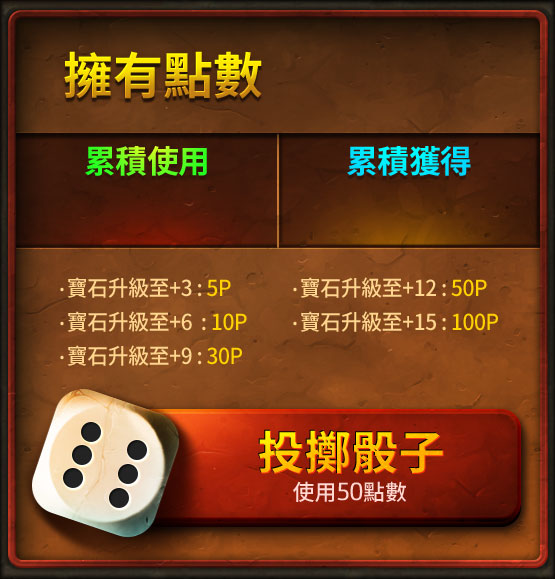 擁有點數
累積使用 累積獲得
·寶石升級至+3 : 5P ·寶石升級至+12 : 50P
·寶石升級至+6 : 10P ·寶石升級至+15 : 100P
·寶石升級至+9 : 30P
投擲骰子
使用50點數